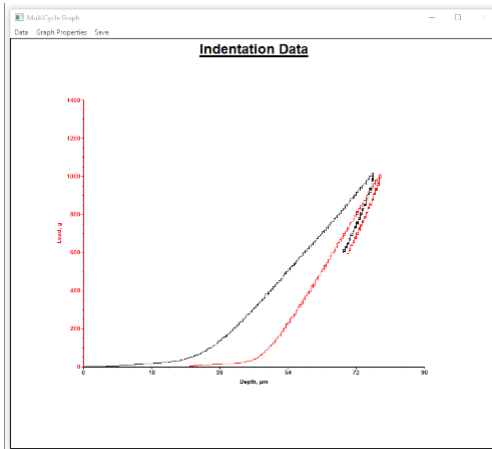 MultiCycle Graph
Data Graph Properties Save
Indentation Data
1400
1200
1000
800
600
400
200
0
Load, g
0 18 36 54 72 90
Depth, µm